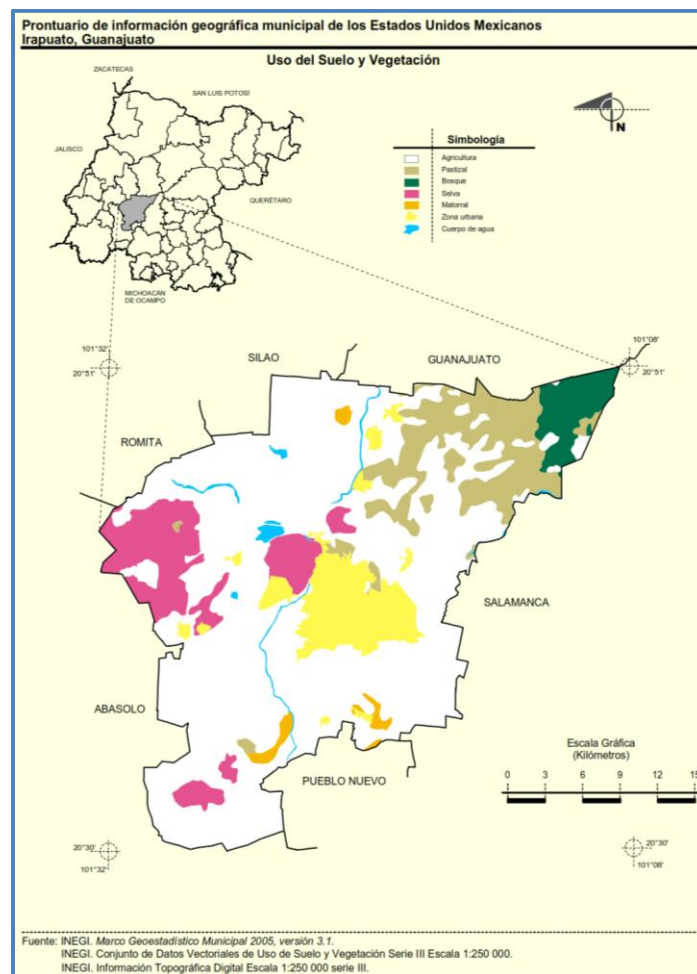 Prontuario de información geográfica municipal de los Estados Unidos Mexicanos
Irapuato, Guanajuato
Uso del Suelo y Vegetación
ZACATECAS
SAN LUIS POTOSÍ
JALISCO
QUERÉTARO
MICHOACÁN
DE OCAMPO
N
Simbología
Agricultura
Pastizal
Bosque
Selva
Matorral
Zona urbana
Cuerpo de agua
101°32'
20°51'
SILAO
GUANAJUATO
101°08'
20°51'
ROMITA
SALAMANCA
ABASOLO
PUEBLO NUEVO
Escala Gráfica
(Kilómetros)
0 3 6 9 12 15
20°30'
101°32'
20°30'
101°08'
Fuente: INEGI. Marco Geoestadístico Municipal 2005, versión 3.1.
INEGI. Conjunto de Datos Vectoriales de Uso de Suelo y Vegetación Serie III Escala 1:250 000.
INEGI. Información Topográfica Digital Escala 1:250 000 serie III.